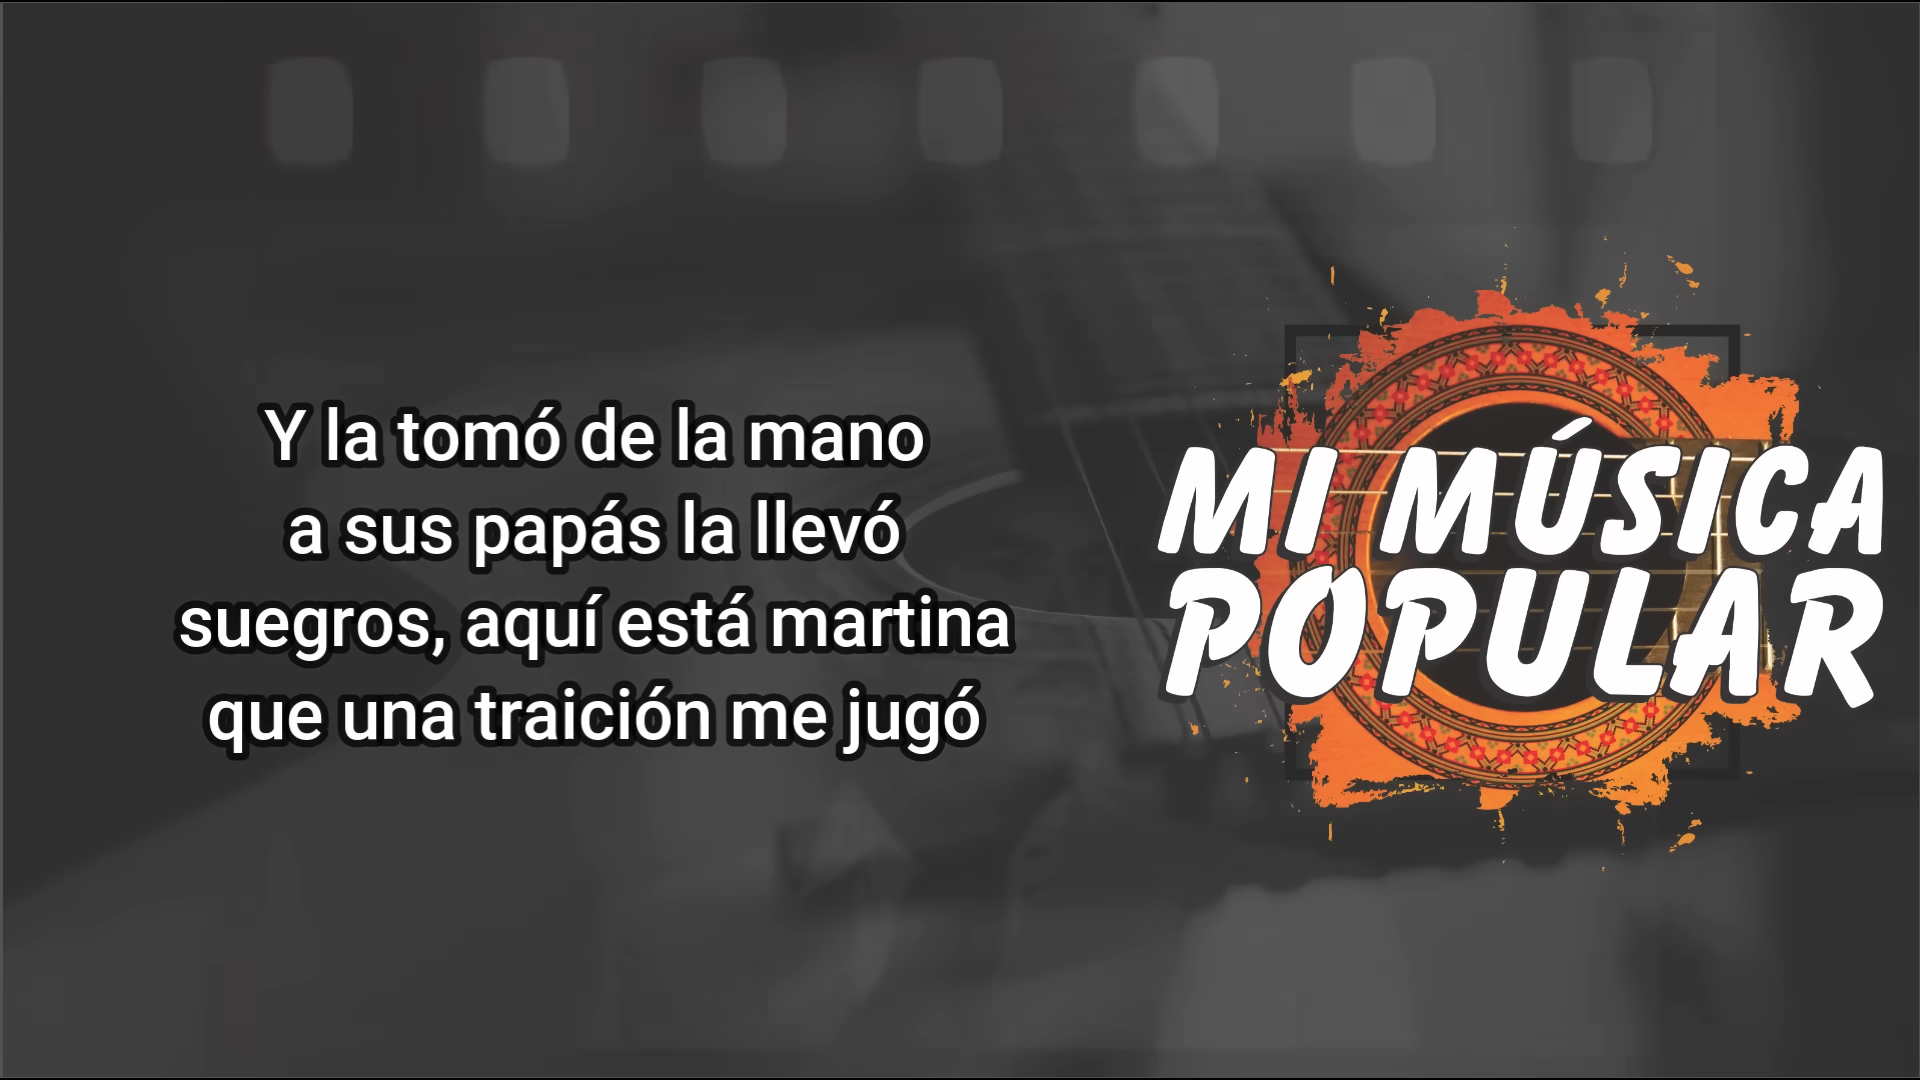 Y la tomó de la mano
a sus papás la llevó
suegros, aquí está martina
que una traición me jugó
MI MÚSICA
POPULAR